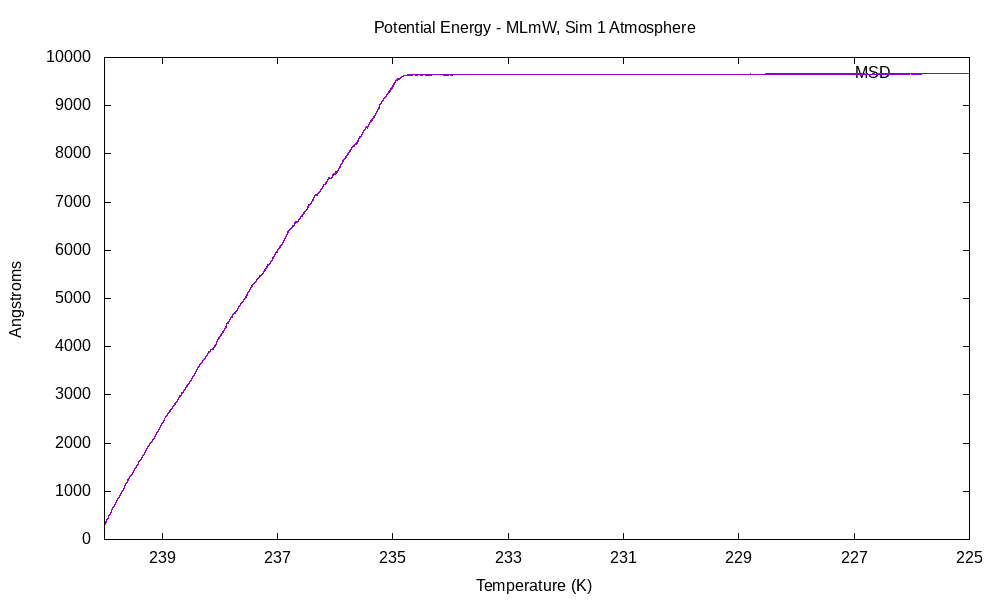 Potential Energy - MLmW, Sim 1 Atmosphere
10000
9000
8000
7000
6000
5000
4000
3000
2000
1000
0
Angstroms
MSD
239 237 235 233 231 229 227 225
Temperature (K)